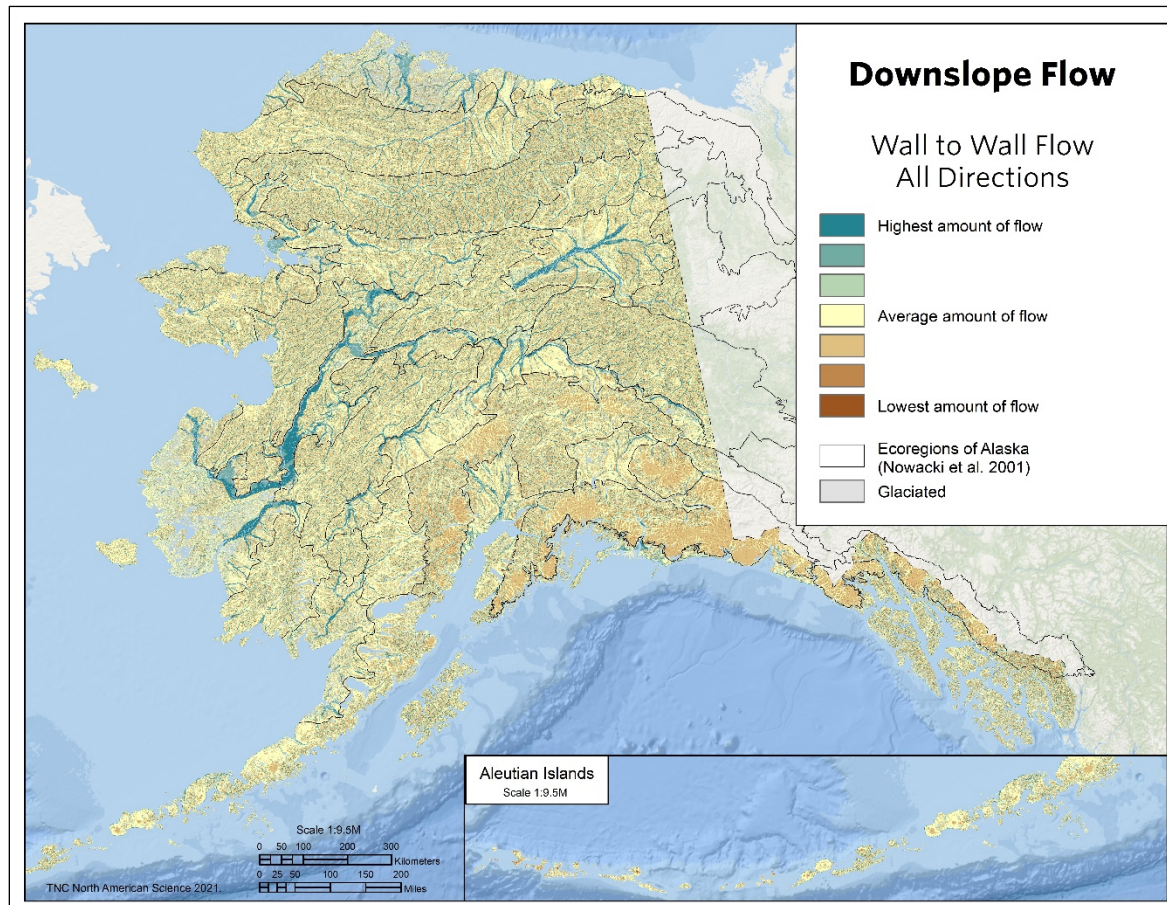 Downslope Flow
Wall to Wall Flow
All Directions
Highest amount of flow
Average amount of flow
Lowest amount of flow
Ecoregions of Alaska
(Nowacki et al. 2001)
Glaciated
Aleutian Islands
Scale 1:9.5M
Scale 1:9.5M
0 50 100 200 300
Kilometers
0 25 50 100 150 200
Miles
TNC North American Science 2021.